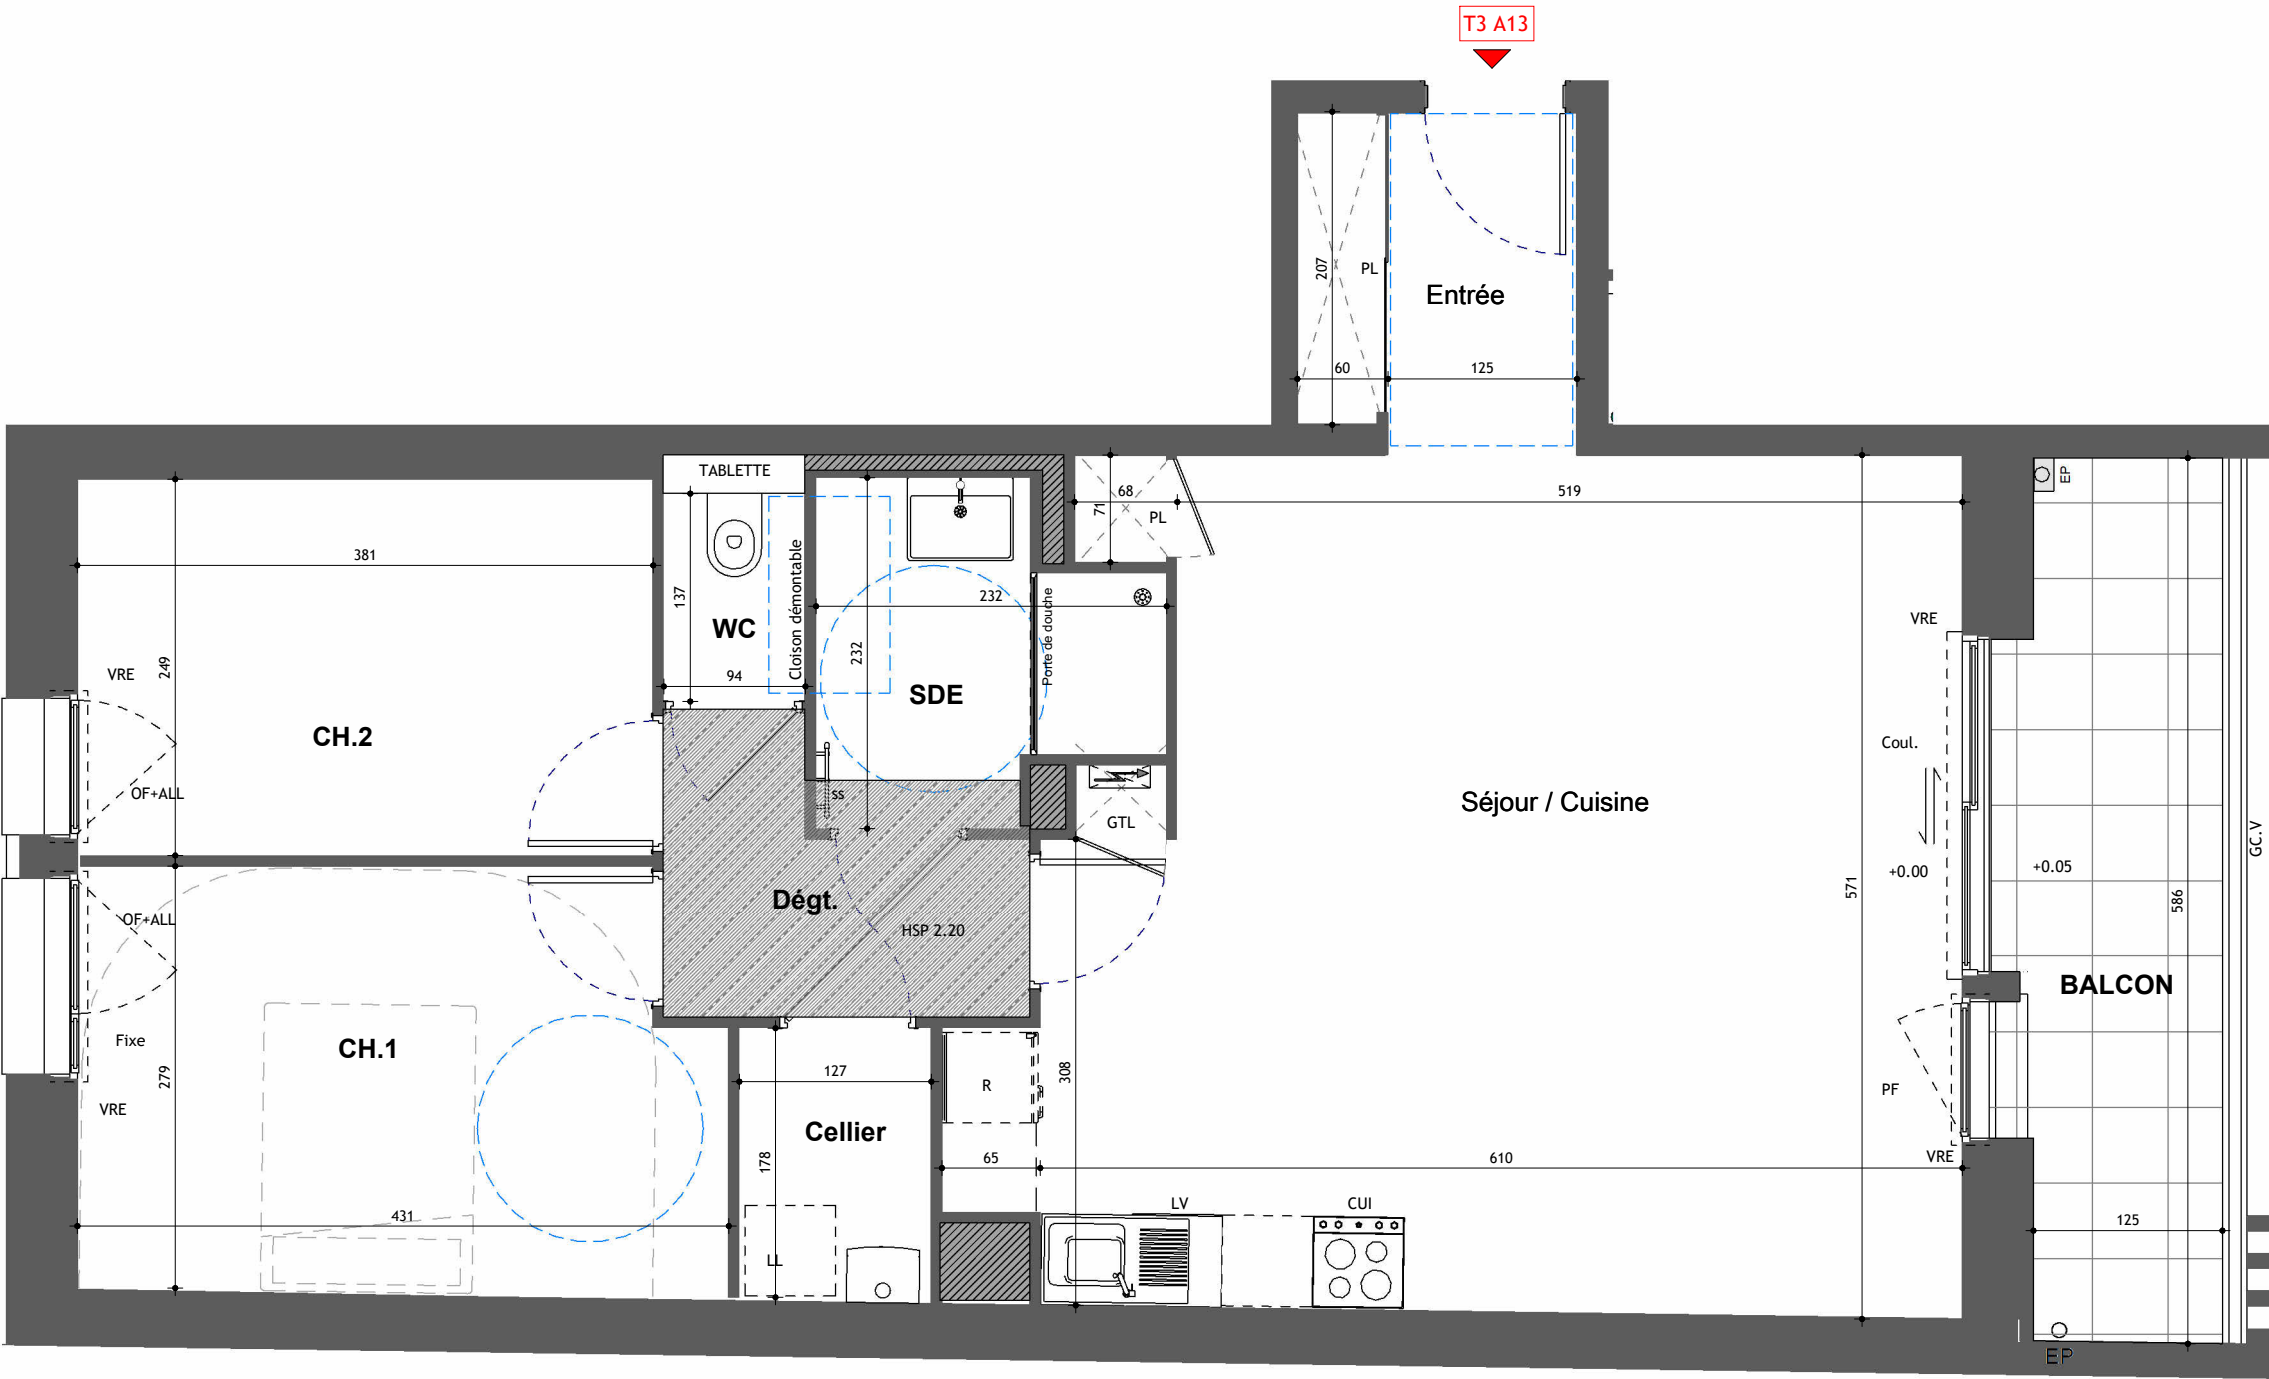 T3 A13
207
PL
Entrée
60
125
TABLETTE
68
71
PL
519
EP
381
137
Cloison démontable
232
232
Porte de douche
WC
94
SDE
VRE
249
VRE
CH.2
OF+ALL
Coul.
ss
GTL
Séjour / Cuisine
+0.00
+0.05
GC.V
571
586
OF+ALL
Dégt.
HSP 2.20
BALCON
Fixe
CH.1
279
VRE
308
R
PF
127
Cellier
178
65
610
VRE
431
LV
CUI
125
LL
EP